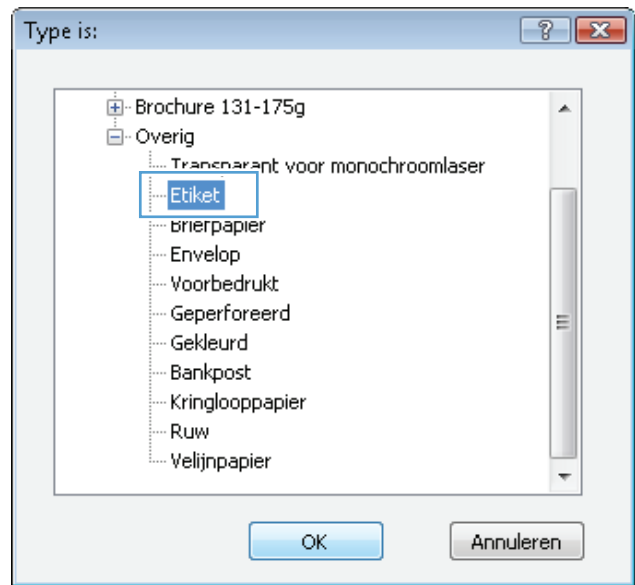 Type is:
Brochure 131-175g
Overig
Transparant voor monochroomlaser
Etiket
Briefpapier
Envelop
Voorbedrukt
Geperforeerd
Gekleurd
Bankpost
Kringlooppapier
Ruw
Velijnpapier
OK Annuleren